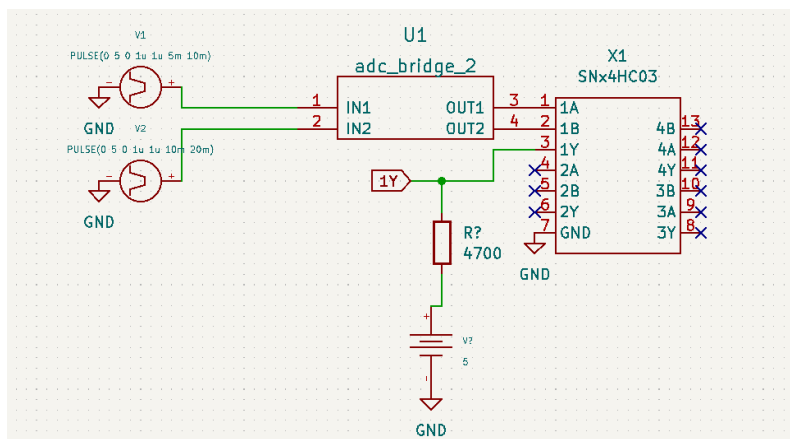 V1
PULSE(0 5 0 1u 1u 5m 10m)
- +
GND
V2
PULSE(0 5 0 1u 1u 10m 20m)
- +
GND
U1
adc_bridge_2
1 IN1 OUT1 3
2 IN2 OUT2 4
X1
SNx4HC03
1 1A
2 1B 4B 13
3 1Y 4A 12
4 2A 4Y 11
5 2B 3B 10
6 2Y 3A 9
7 GND 3Y 8
GND
1Y
R?
4700
+
V?
5
-
GND